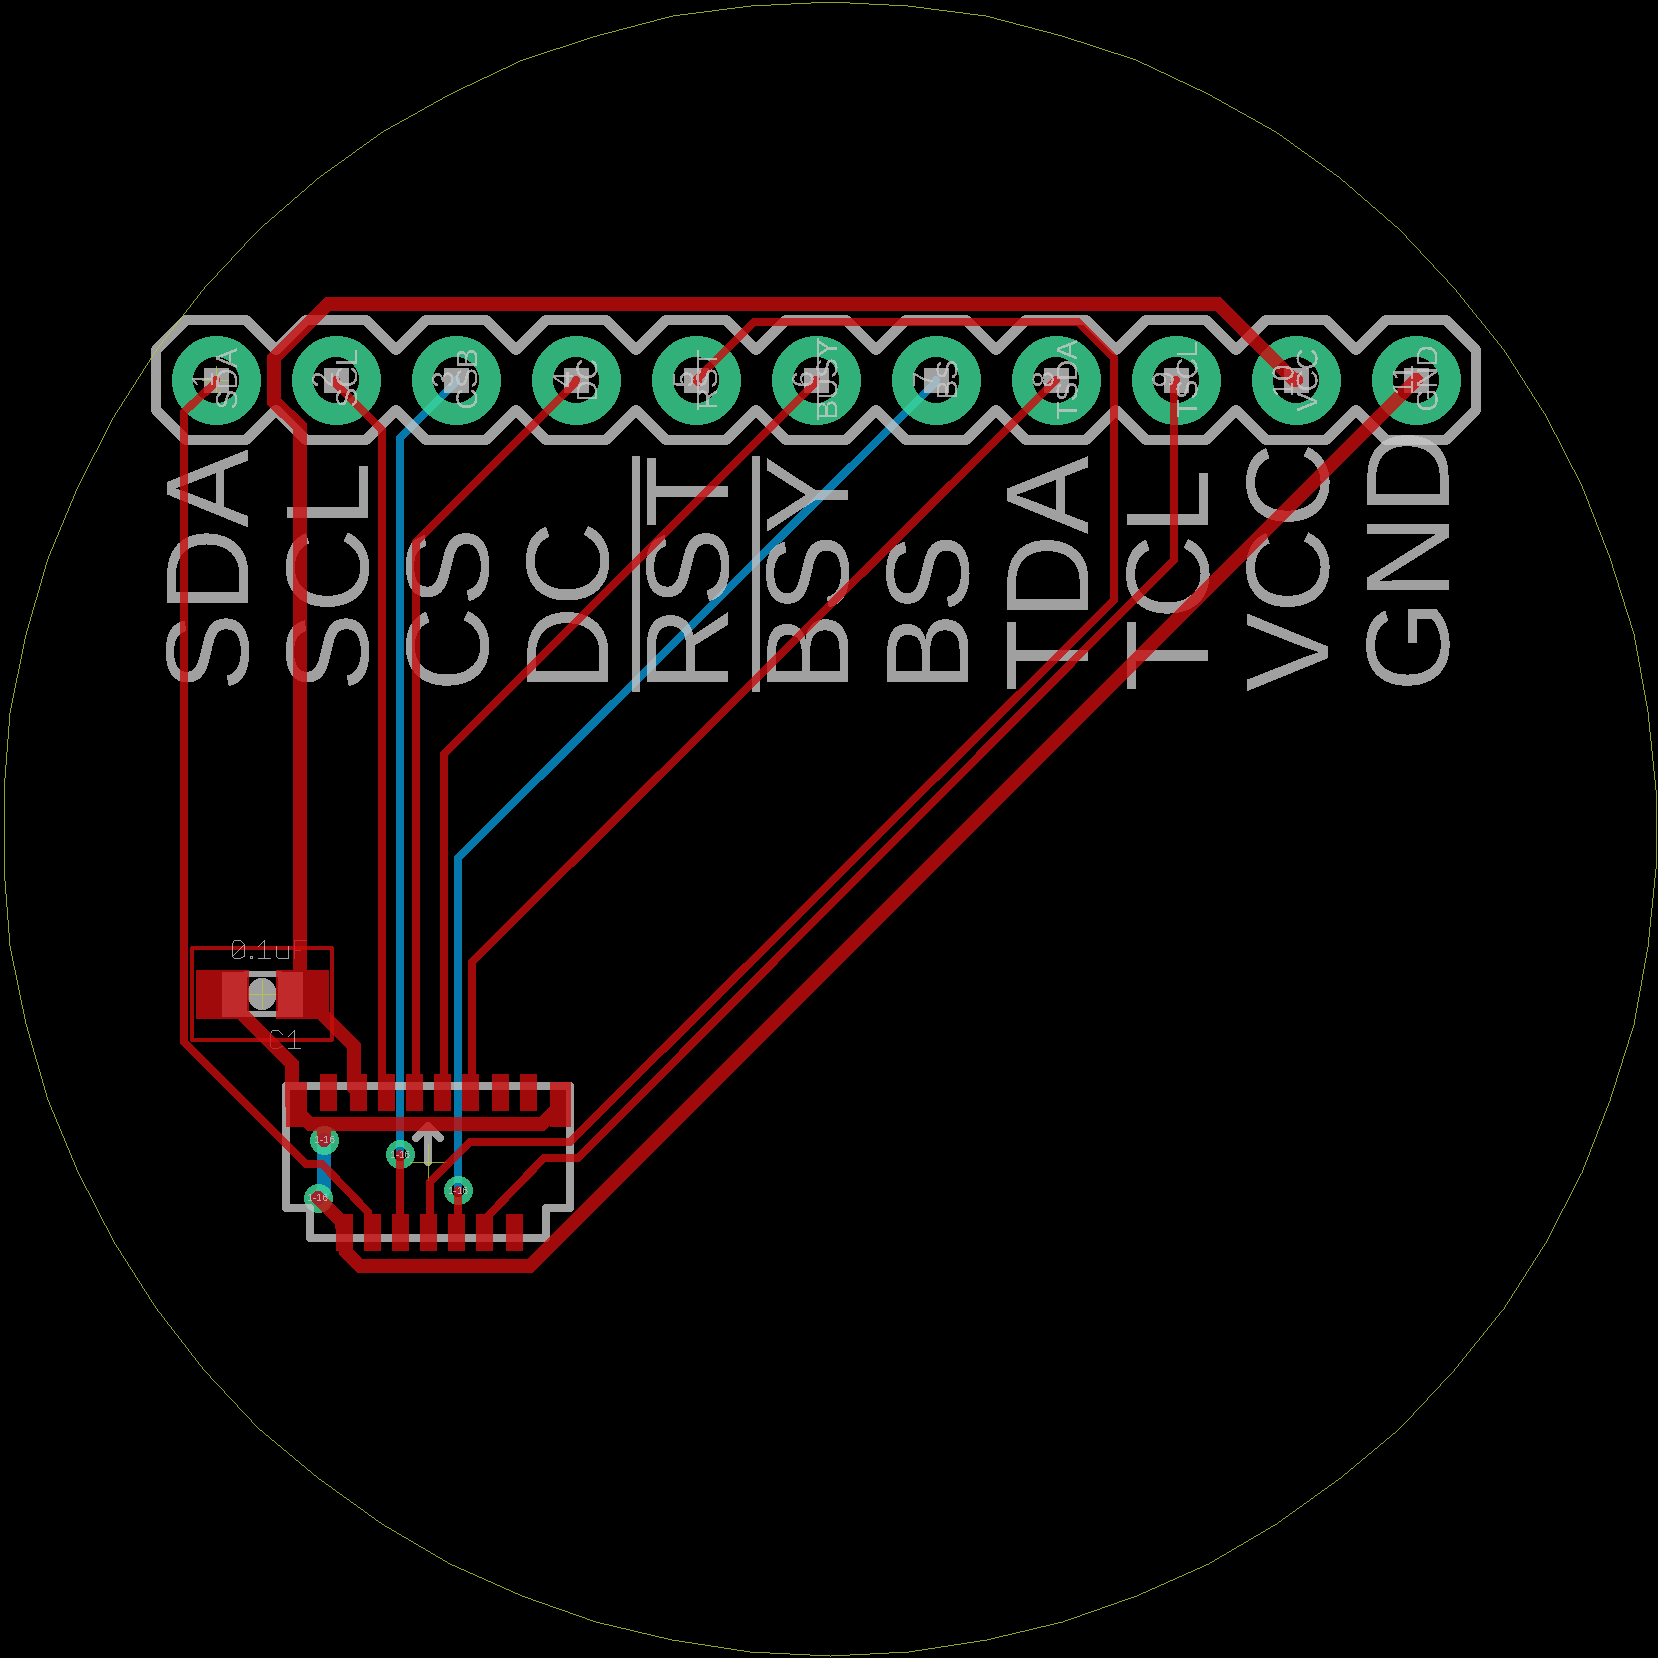 1 2 3 4 5 6 7 8 9 10 11
SDA SCL CSB DC RST BUSY BS TSDA TSCL VCC GND
SDA SCL CS DC RST BSY BS TDA TCL VCC GND
0.1uF
C1
1-16
1-16
1-16
1-16